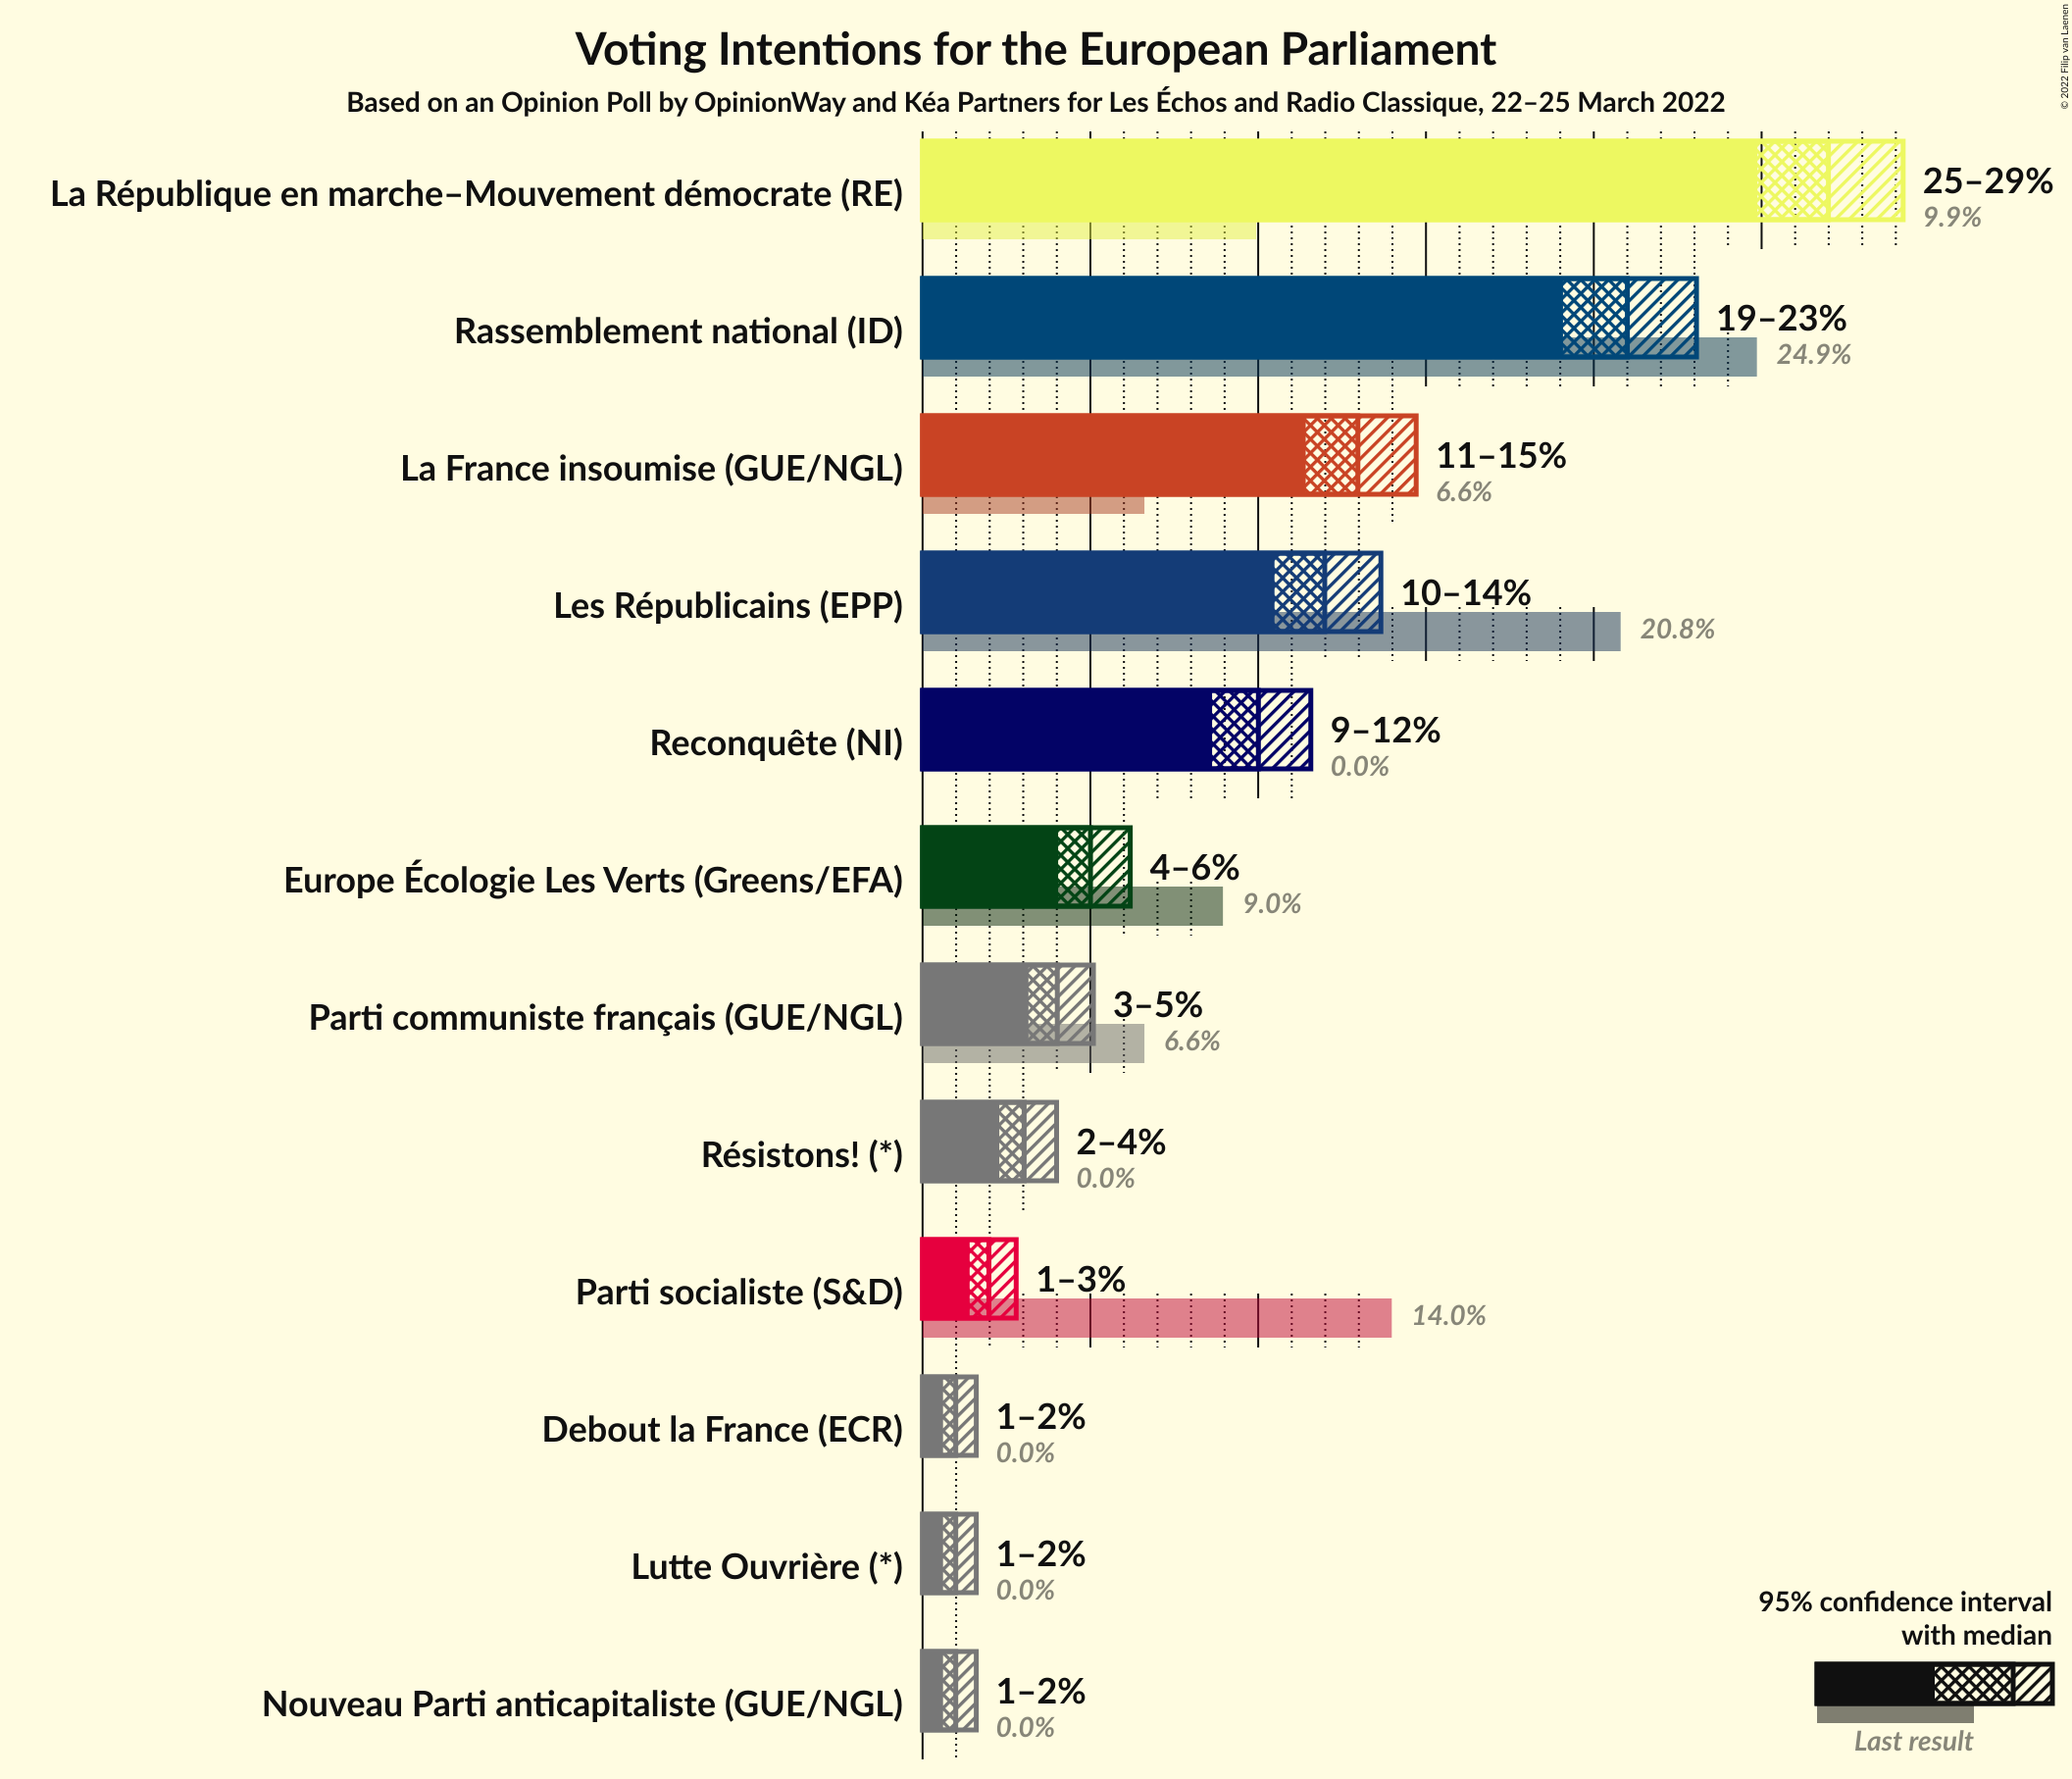 Voting Intentions for the European Parliament
Based on an Opinion Poll by OpinionWay and Kéa Partners for Les Échos and Radio Classique, 22–25 March 2022
© 2022 Filip van Laenen
La République en marche–Mouvement démocrate (RE)
25–29%
9.9%
Rassemblement national (ID)
19–23%
24.9%
La France insoumise (GUE/NGL)
11–15%
6.6%
Les Républicains (EPP)
10–14%
20.8%
Reconquête (NI)
9–12%
0.0%
Europe Écologie Les Verts (Greens/EFA)
4–6%
9.0%
Parti communiste français (GUE/NGL)
3–5%
6.6%
Résistons! (*)
2–4%
0.0%
Parti socialiste (S&D)
1–3%
14.0%
Debout la France (ECR)
1–2%
0.0%
Lutte Ouvrière (*)
1–2%
0.0%
Nouveau Parti anticapitaliste (GUE/NGL)
1–2%
0.0%
95% confidence interval
with median
Last result